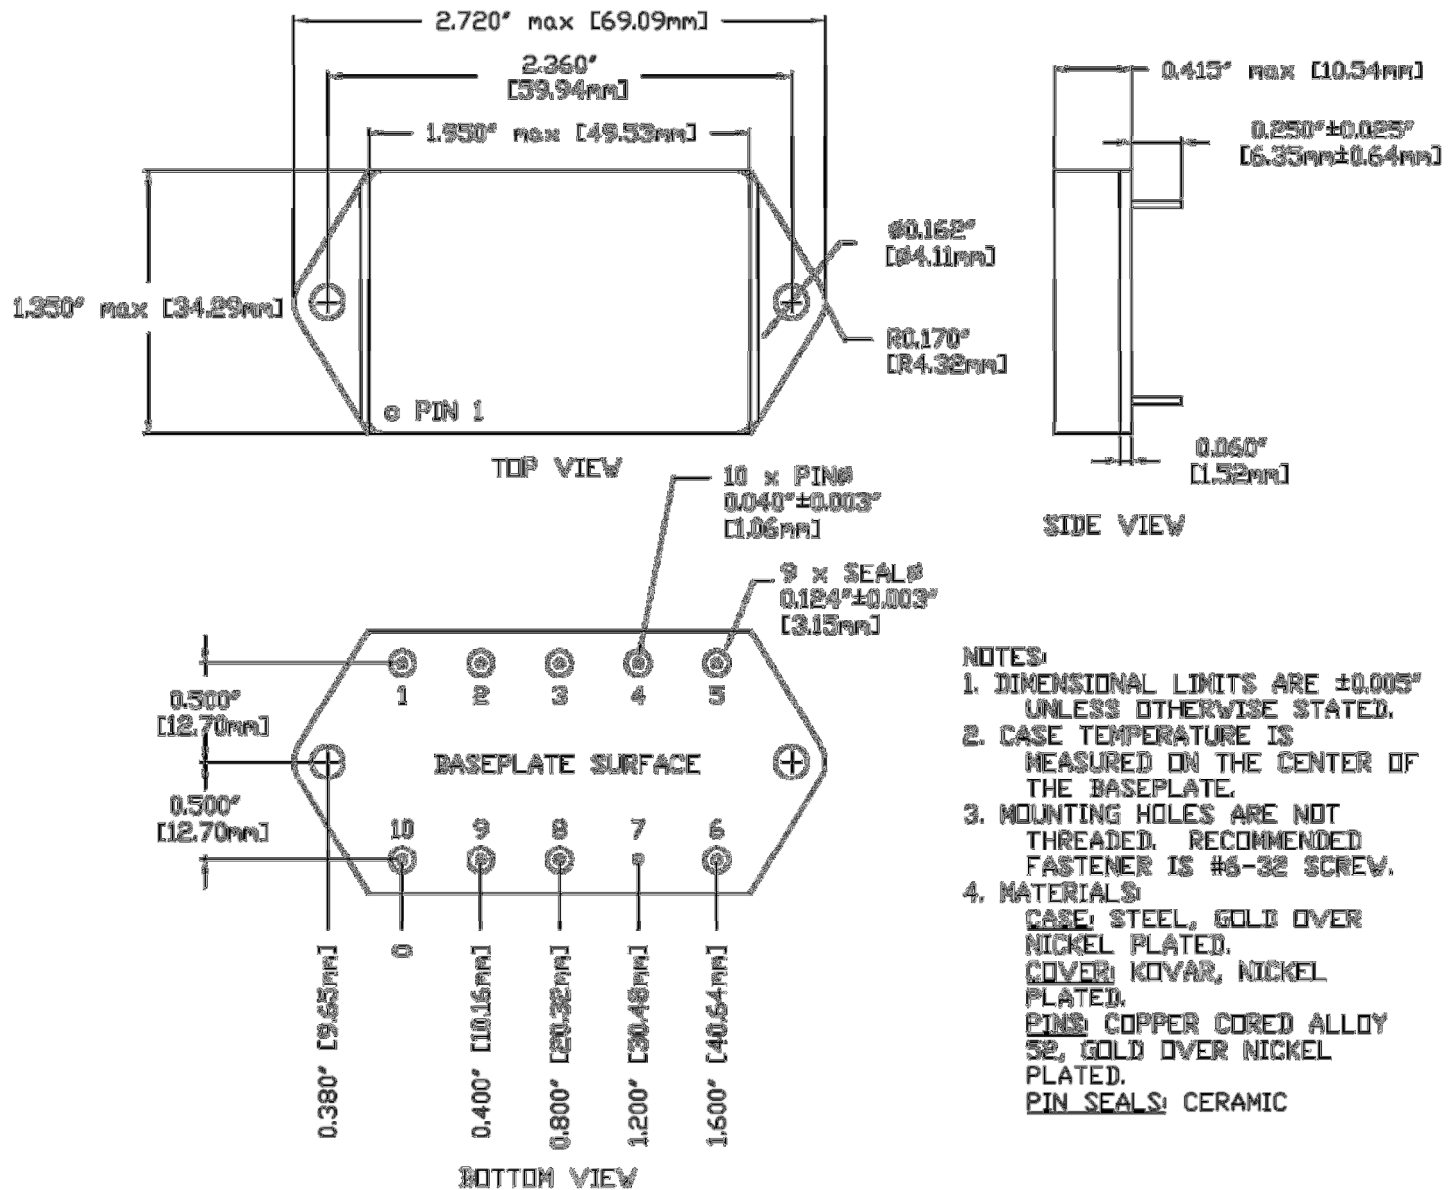 2.720" max [69.09mm]
2.360"
[59.94mm]
1.950" max [49.53mm]
0.415" max [10.54mm]
0.250"±0.025"
[6.35mm±0.64mm]
Ø0.162"
[Ø4.11mm]
1.350" max [34.29mm]
R0.170"
[R4.32mm]
PIN 1
TOP VIEW
0.060"
[1.52mm]
SIDE VIEW
10 x PINØ
0.040"±0.003"
[1.06mm]
9 x SEALØ
0.124"±0.003"
[3.15mm]
1 2 3 4 5
0.500"
[12.70mm]
BASEPLATE SURFACE
0.500"
[12.70mm]
10 9 8 7 6
0.380" [9.65mm]
0
0.400" [10.16mm]
0.800" [20.32mm]
1.200" [30.48mm]
1.600" [40.64mm]
BOTTOM VIEW
NOTES:
1. DIMENSIONAL LIMITS ARE ±0.005"
UNLESS OTHERWISE STATED.
2. CASE TEMPERATURE IS
MEASURED ON THE CENTER OF
THE BASEPLATE.
3. MOUNTING HOLES ARE NOT
THREADED. RECOMMENDED
FASTENER IS #6-32 SCREW.
4. MATERIALS:
CASE: STEEL, GOLD OVER
NICKEL PLATED.
COVER: KOVAR, NICKEL
PLATED.
PINS: COPPER CORED ALLOY
52, GOLD OVER NICKEL
PLATED.
PIN SEALS: CERAMIC